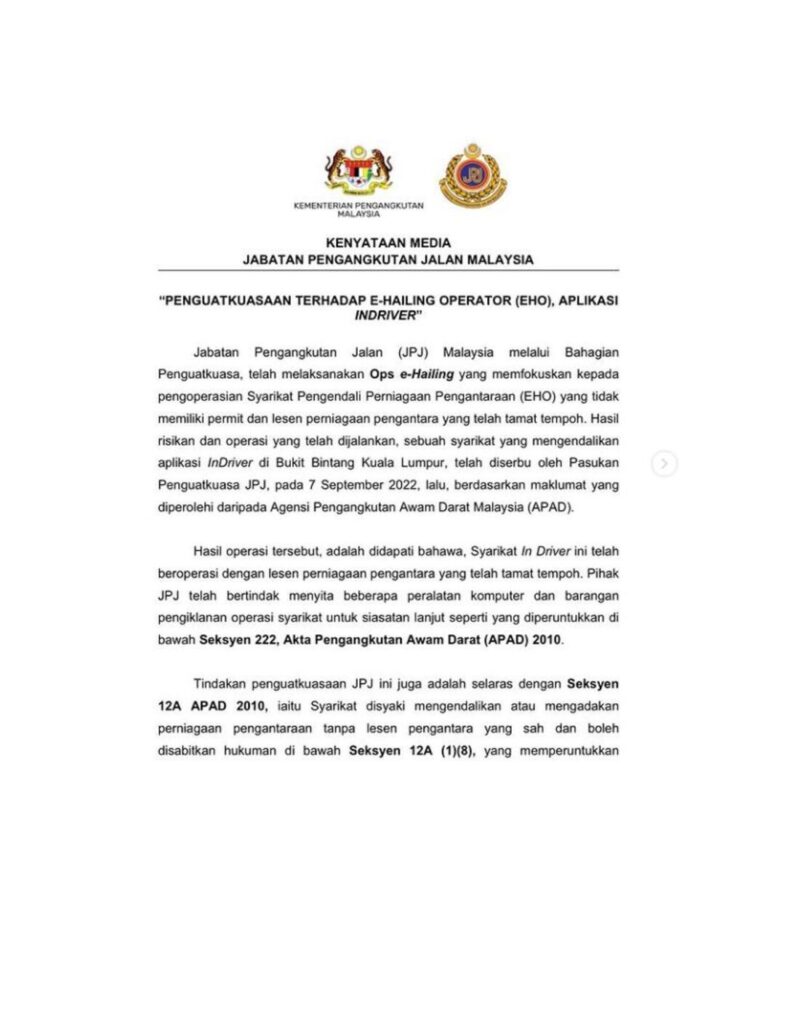 KEMENTERIAN PENGANGKUTAN
MALAYSIA
JPJ
KENYATAAN MEDIA
JABATAN PENGANGKUTAN JALAN MALAYSIA
“PENGUATKUASAAN TERHADAP E-HAILING OPERATOR (EHO), APLIKASI
INDRIVER”
Jabatan Pengangkutan Jalan (JPJ) Malaysia melalui Bahagian
Penguatkuasa, telah melaksanakan Ops e-Hailing yang memfokuskan kepada
pengoperasian Syarikat Pengendali Perniagaan Pengantaraan (EHO) yang tidak
memiliki permit dan lesen perniagaan pengantara yang telah tamat tempoh. Hasil
risikan dan operasi yang telah dijalankan, sebuah syarikat yang mengendalikan
aplikasi InDriver di Bukit Bintang Kuala Lumpur, telah diserbu oleh Pasukan
Penguatkuasa JPJ, pada 7 September 2022, lalu, berdasarkan maklumat yang
diperolehi daripada Agensi Pengangkutan Awam Darat Malaysia (APAD).
Hasil operasi tersebut, adalah didapati bahawa, Syarikat In Driver ini telah
beroperasi dengan lesen perniagaan pengantara yang telah tamat tempoh. Pihak
JPJ telah bertindak menyita beberapa peralatan komputer dan barangan
pengiklanan operasi syarikat untuk siasatan lanjut seperti yang diperuntukkan di
bawah Seksyen 222, Akta Pengangkutan Awam Darat (APAD) 2010.
Tindakan penguatkuasaan JPJ ini juga adalah selaras dengan Seksyen
12A APAD 2010, iaitu Syarikat disyaki mengendalikan atau mengadakan
perniagaan pengantaraan tanpa lesen pengantara yang sah dan boleh
disabitkan hukuman di bawah Seksyen 12A (1)(8), yang memperuntukkan